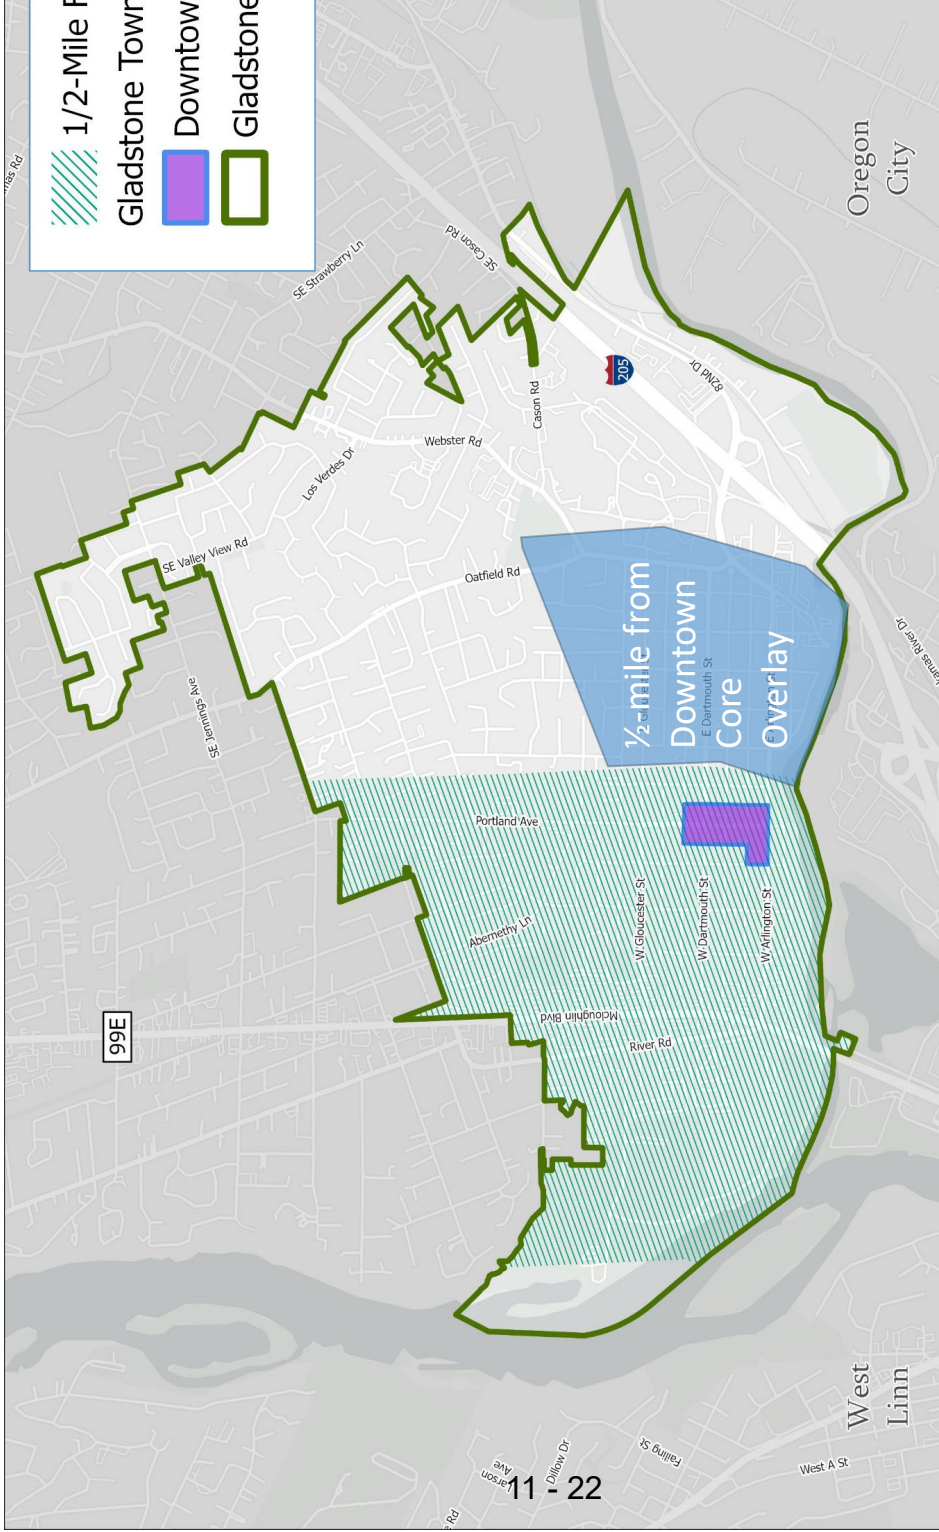 1/2-Mile F
Gladstone Town
Downtow
Gladstone
99E
SE Strawberry Ln
SE Cason Rd
Los Verdes Dr
Webster Rd
Cason Rd
205
82ND Dr
SE Valley View Rd
Oatfield Rd
SE Jennings Ave
½ mile from
Downtown
Core
Overlay
E Dartmouth St
Portland Ave
Abernethy Ln
W Gloucester St
W Dartmouth St
W Arlington St
Mcloughlin Blvd
River Rd
Oregon
City
West
Linn
Dillow Dr
Failing St
West A St
11 - 22